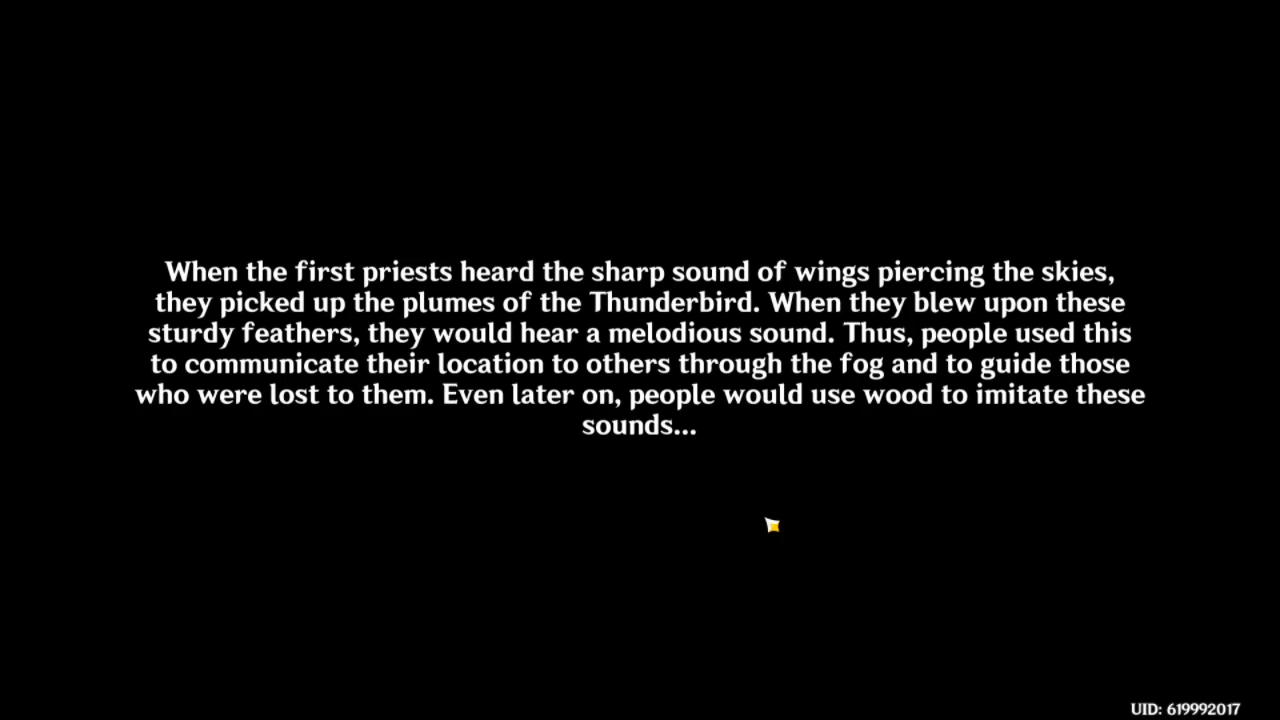 When the first priests heard the sharp sound of wings piercing the skies,
they picked up the plumes of the Thunderbird. When they blew upon these
sturdy feathers, they would hear a melodious sound. Thus, people used this
to communicate their location to others through the fog and to guide those
who were lost to them. Even later on, people would use wood to imitate these
sounds...
UID: 619992017